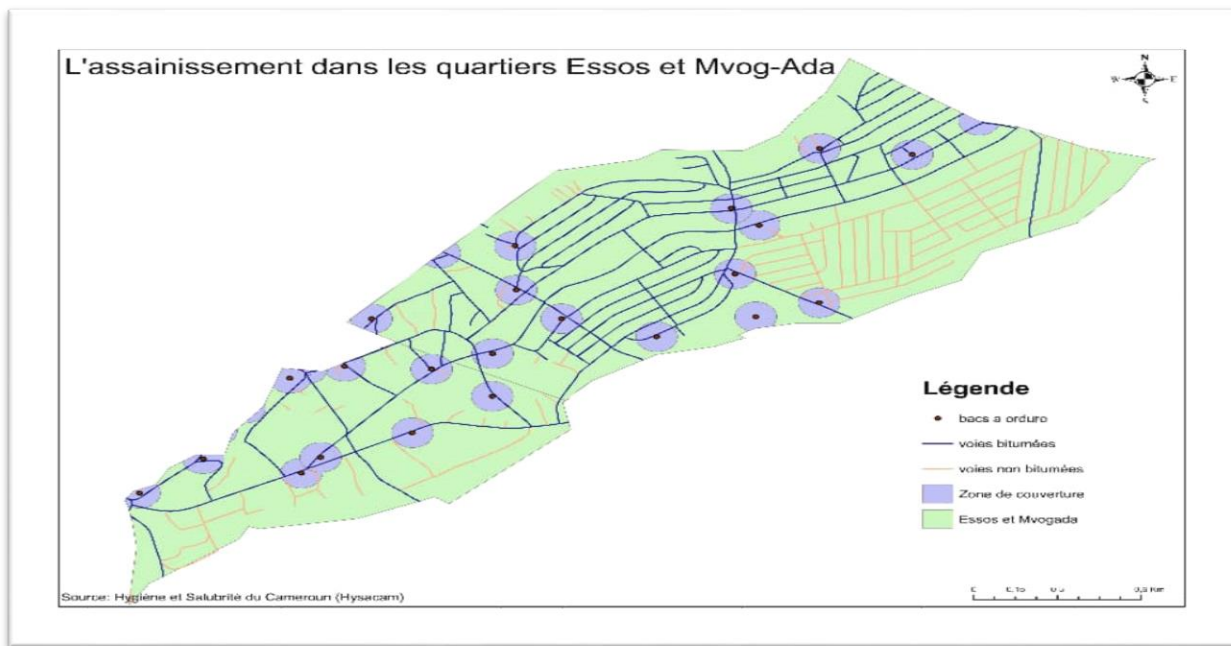 L'assainissement dans les quartiers Essos et Mvog-Ada
N
W
E
S
Légende
bacs a orduro
voies bitumées
voies non bitumées
Zone de couverture
Essos et Mvogada
Source: Hygiène et Salubrité du Cameroun (Hysacam)
Km